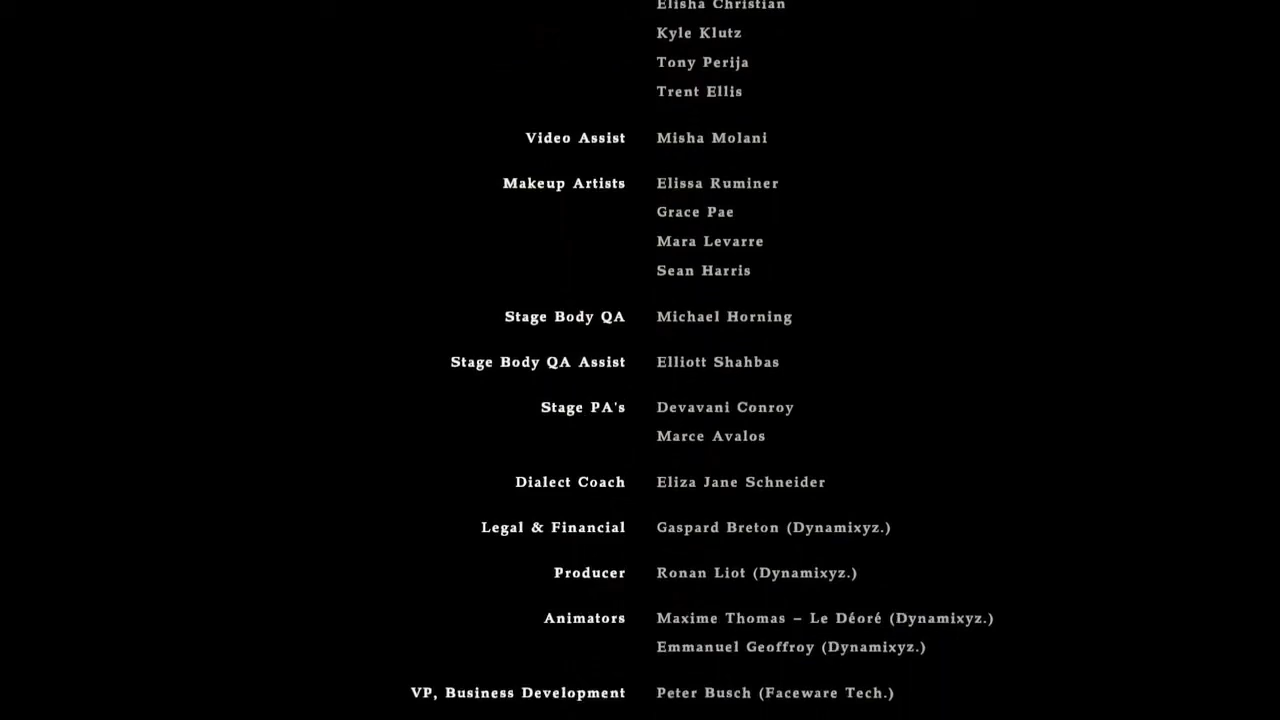 Elisha Christian
Kyle Klutz
Tony Perija
Trent Ellis
Video Assist Misha Molani
Makeup Artists Elissa Ruminer
Grace Pae
Mara Levarre
Sean Harris
Stage Body QA Michael Horning
Stage Body QA Assist Elliott Shahbas
Stage PA's Devavani Conroy
Marce Avalos
Dialect Coach Eliza Jane Schneider
Legal & Financial Gaspard Breton (Dynamixyz.)
Producer Ronan Liot (Dynamixyz.)
Animators Maxime Thomas – Le Déoré (Dynamixyz.)
Emmanuel Geoffroy (Dynamixyz.)
VP, Business Development Peter Busch (Faceware Tech.)